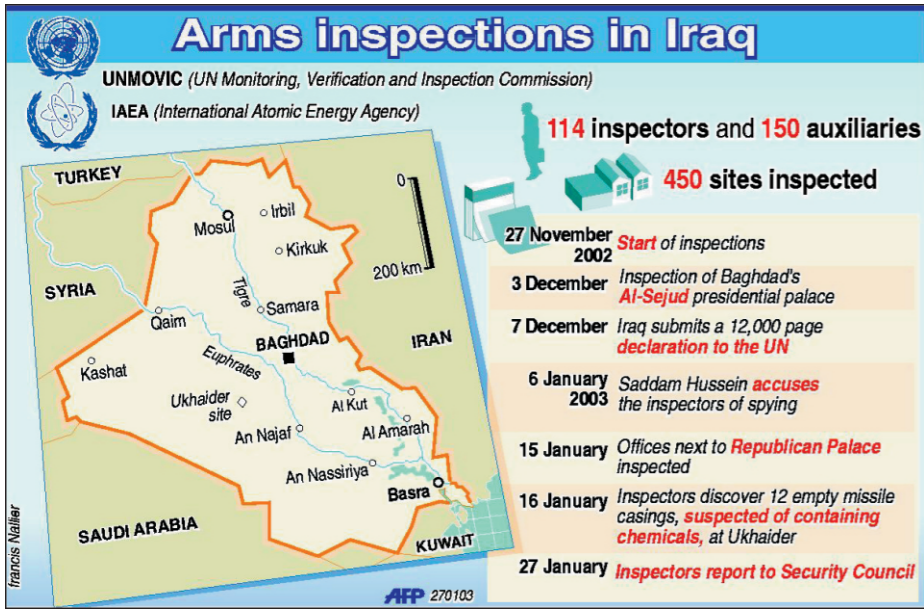 Arms inspections in Iraq
UNMOVIC (UN Monitoring, Verification and Inspection Commission)
IAEA (International Atomic Energy Agency)
114 inspectors and 150 auxiliaries
450 sites inspected
TURKEY
SYRIA
IRAN
SAUDI ARABIA
KUWAIT
0
200 km
Mosul
Irbil
Kirkuk
Tigre
Samara
Qaim
BAGHDAD
Euphrates
Kashat
Ukhaider
site
Al Kut
An Najaf
Al Amarah
An Nassiriya
Basra
27 November
2002
Start of inspections
3 December
Inspection of Baghdad's
Al-Sejud presidential palace
7 December
Iraq submits a 12,000 page
declaration to the UN
6 January
2003
Saddam Hussein accuses
the inspectors of spying
15 January
Offices next to Republican Palace
inspected
16 January
Inspectors discover 12 empty missile
casings, suspected of containing
chemicals, at Ukhaider
27 January
Inspectors report to Security Council
francis Nallier
AFP 270103